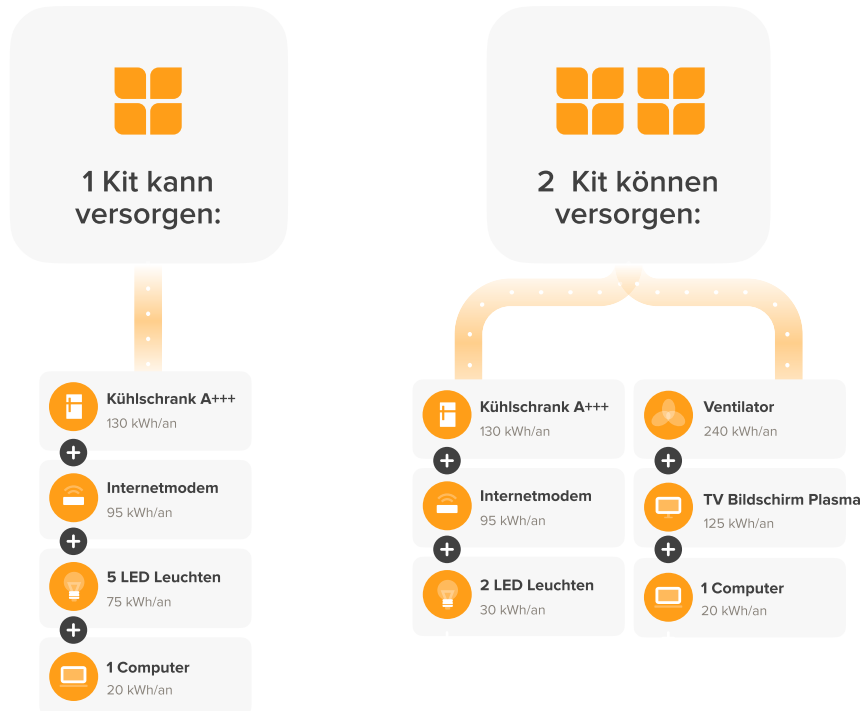 1 Kit kann
versorgen:
Kühlschrank A+++
130 kWh/an
Internetmodem
95 kWh/an
5 LED Leuchten
75 kWh/an
1 Computer
20 kWh/an
2 Kit können
versorgen:
Kühlschrank A+++
130 kWh/an
Internetmodem
95 kWh/an
2 LED Leuchten
30 kWh/an
Ventilator
240 kWh/an
TV Bildschirm Plasma
125 kWh/an
1 Computer
20 kWh/an